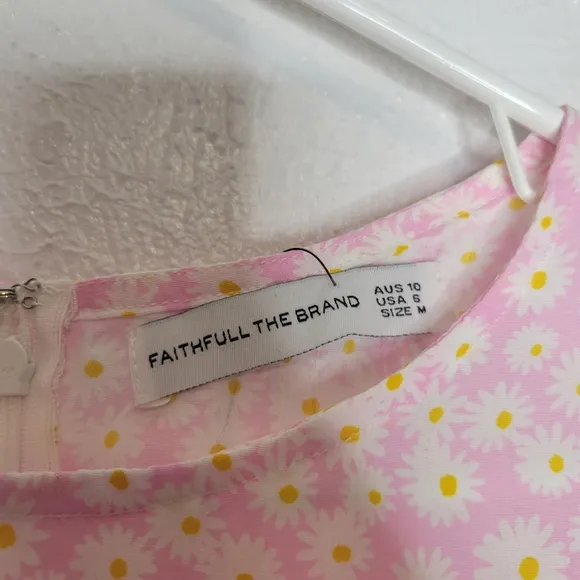 FAITHFULL THE BRAND
AUS 10
USA 6
SIZE M